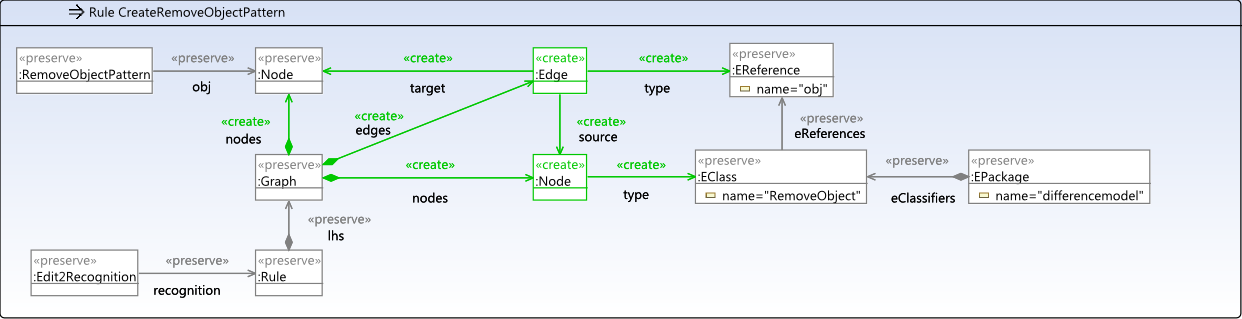 Rule CreateRemoveObjectPattern
«preserve»
:RemoveObjectPattern
«preserve»
obj
«preserve»
:Node
«create»
target
«create»
:Edge
«create»
type
«preserve»
:EReference
name="obj"
«create»
nodes
edges
«create»
«create»
source
«preserve»
eReferences
«preserve»
:Graph
«create»
nodes
«create»
:Node
«create»
type
«preserve»
:EClass
name="RemoveObject"
«preserve»
eClassifiers
«preserve»
:EPackage
name="differencemodel"
«preserve»
lhs
«preserve»
:Edit2Recognition
«preserve»
recognition
«preserve»
:Rule